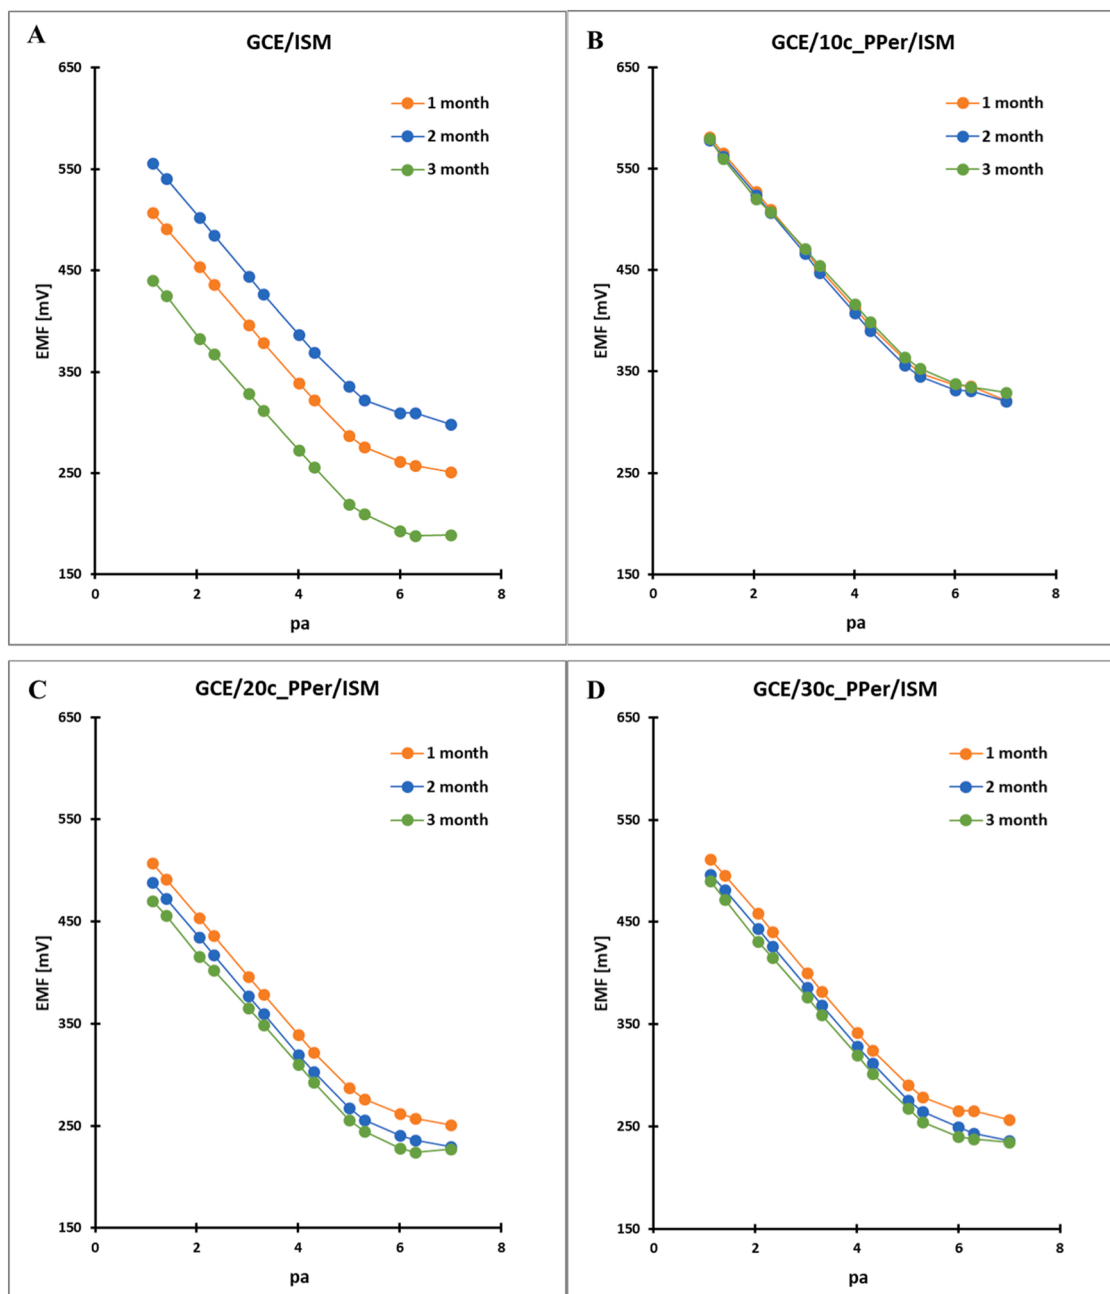 A
GCE/ISM
650
550
450
350
250
150
EMF [mV]
0 2 4 6 8
pa
1 month
2 month
3 month
B
GCE/10c_PPer/ISM
650
550
450
350
250
150
EMF [mV]
0 2 4 6 8
pa
1 month
2 month
3 month
C
GCE/20c_PPer/ISM
650
550
450
350
250
150
EMF [mV]
0 2 4 6 8
pa
1 month
2 month
3 month
D
GCE/30c_PPer/ISM
650
550
450
350
250
150
EMF [mV]
0 2 4 6 8
pa
1 month
2 month
3 month